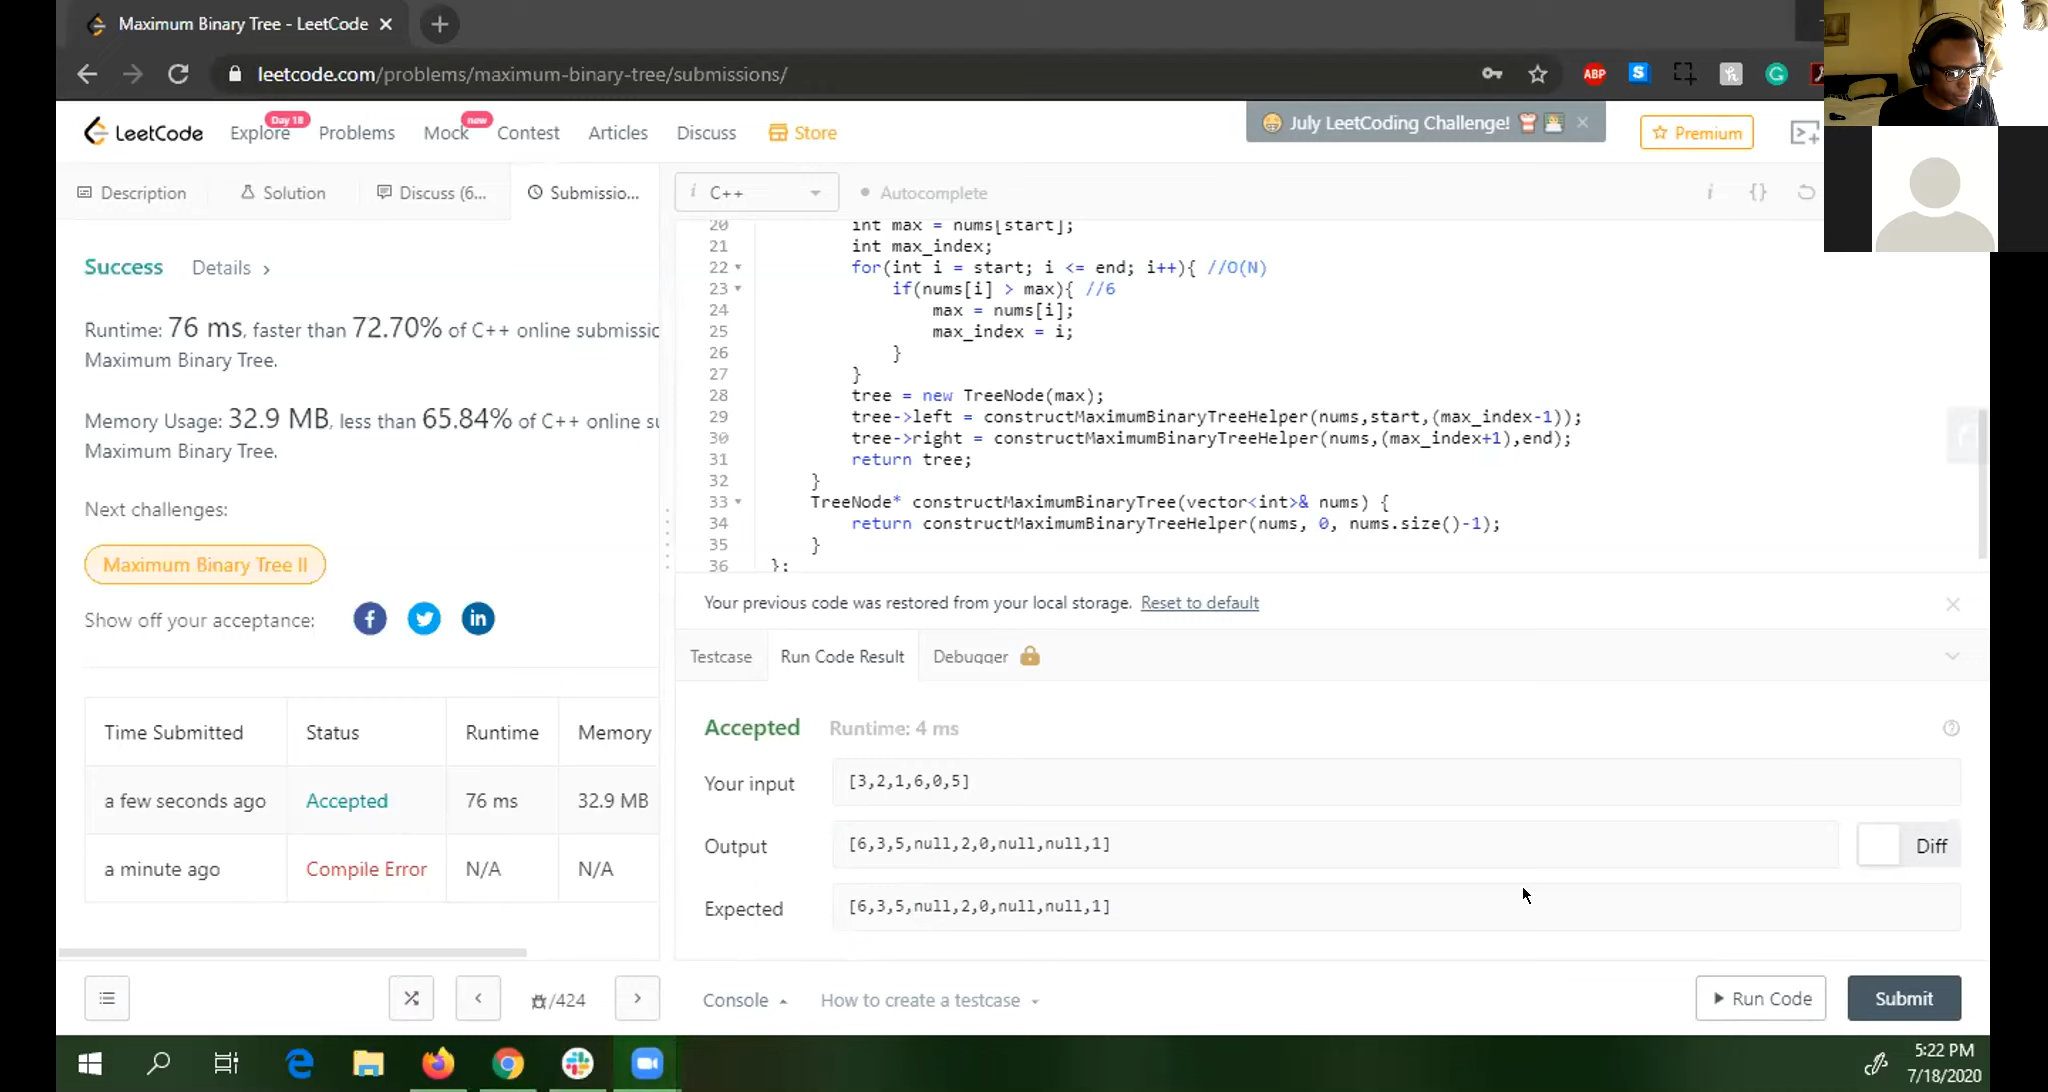 Maximum Binary Tree - LeetCode
leetcode.com/problems/maximum-binary-tree/submissions/
ABP
LeetCode
Explore
Day 18
Problems
Mock
new
Contest
Articles
Discuss
Store
July LeetCoding Challenge!
Premium
Description
Solution
Discuss (6...
Submissio...
i C++
Autocomplete
Success
Details
Runtime: 76 ms, faster than 72.70% of C++ online submissio
Maximum Binary Tree.
Memory Usage: 32.9 MB, less than 65.84% of C++ online su
Maximum Binary Tree.
Next challenges:
Maximum Binary Tree II
Show off your acceptance:
Time Submitted Status Runtime Memory
a few seconds ago Accepted 76 ms 32.9 MB
a minute ago Compile Error N/A N/A
/424
20 int max = nums[start];
21 int max_index;
22 for(int i = start; i <= end; i++){ //O(N)
23 if(nums[i] > max){ //6
24 max = nums[i];
25 max_index = i;
26 }
27 }
28 tree = new TreeNode(max);
29 tree->left = constructMaximumBinaryTreeHelper(nums,start,(max_index-1));
30 tree->right = constructMaximumBinaryTreeHelper(nums,(max_index+1),end);
31 return tree;
32 }
33 TreeNode* constructMaximumBinaryTree(vector<int>& nums) {
34 return constructMaximumBinaryTreeHelper(nums, 0, nums.size()-1);
35 }
36 };
Your previous code was restored from your local storage. Reset to default
Testcase
Run Code Result
Debugger
Accepted Runtime: 4 ms
Your input [3,2,1,6,0,5]
Output [6,3,5,null,2,0,null,null,1]
Diff
Expected [6,3,5,null,2,0,null,null,1]
Console
How to create a testcase
Run Code
Submit
5:22 PM
7/18/2020